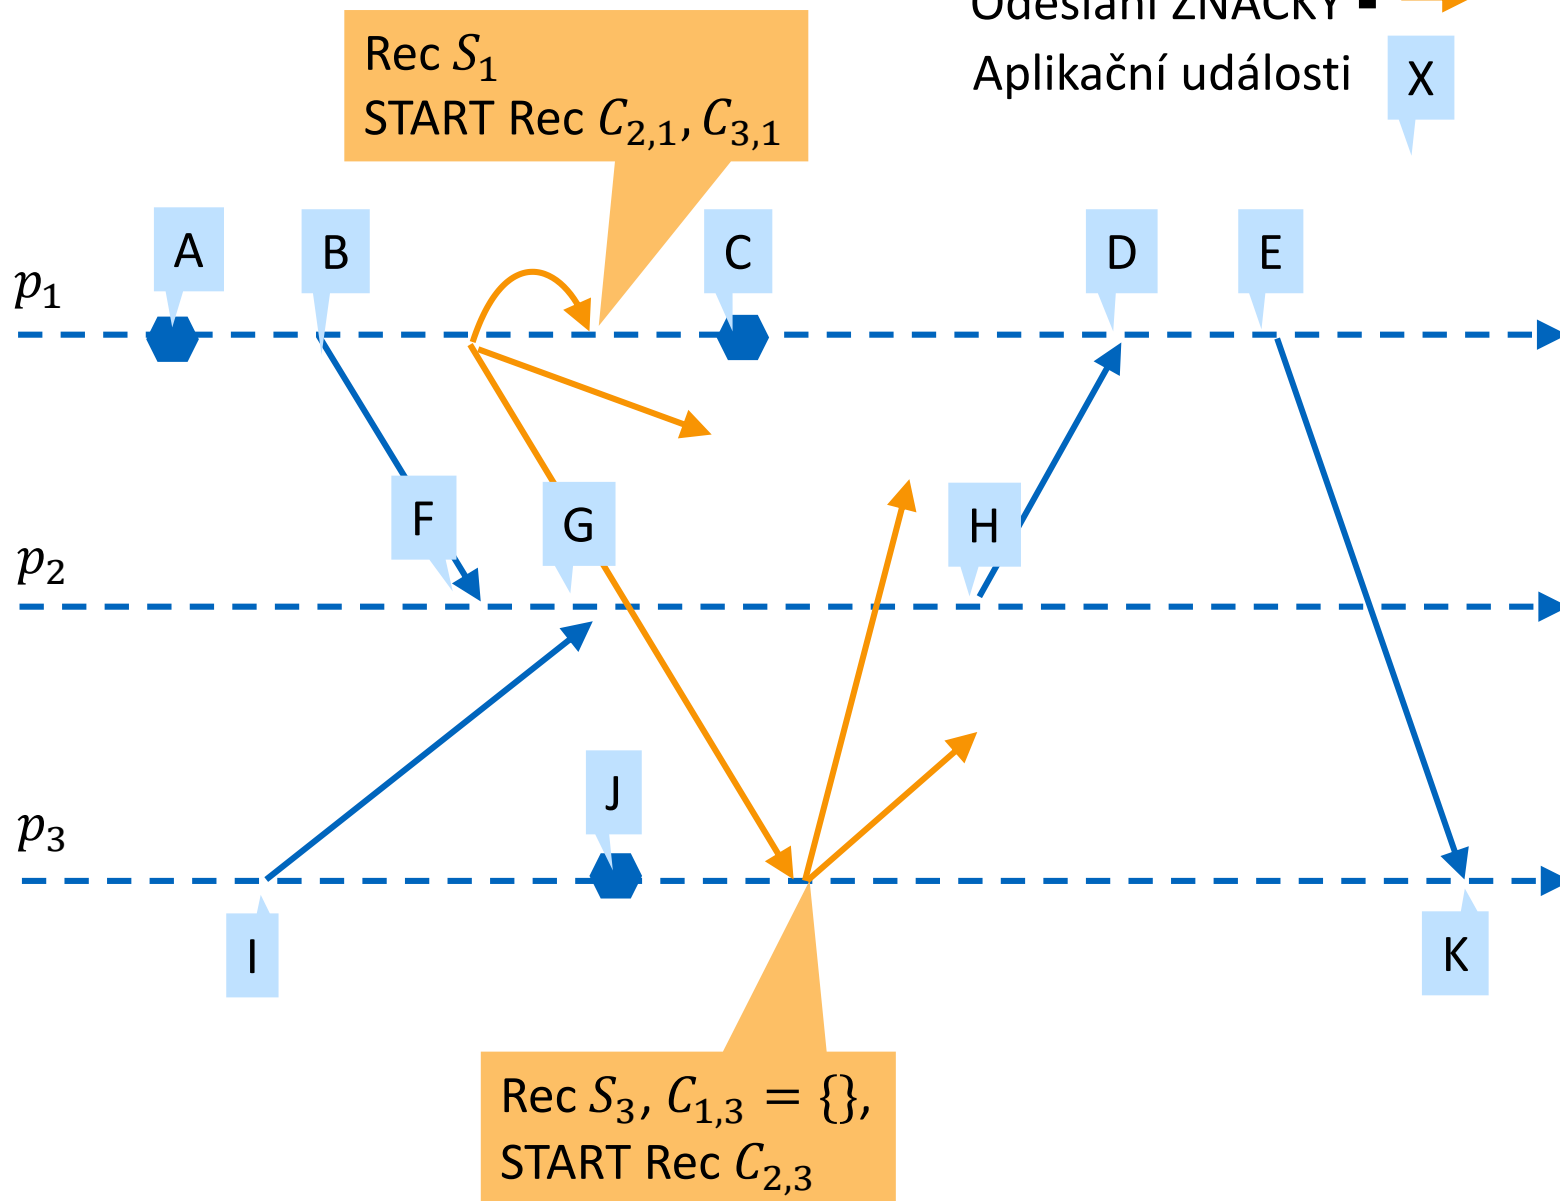 Odeslání ZNAČKY
Aplikační události X
Rec S₁
START Rec C₂,₁, C₃,₁
A
B
C
D
E
p₁
F
G
H
p₂
J
p₃
I
K
Rec S₃, C₁,₃ = {},
START Rec C₂,₃